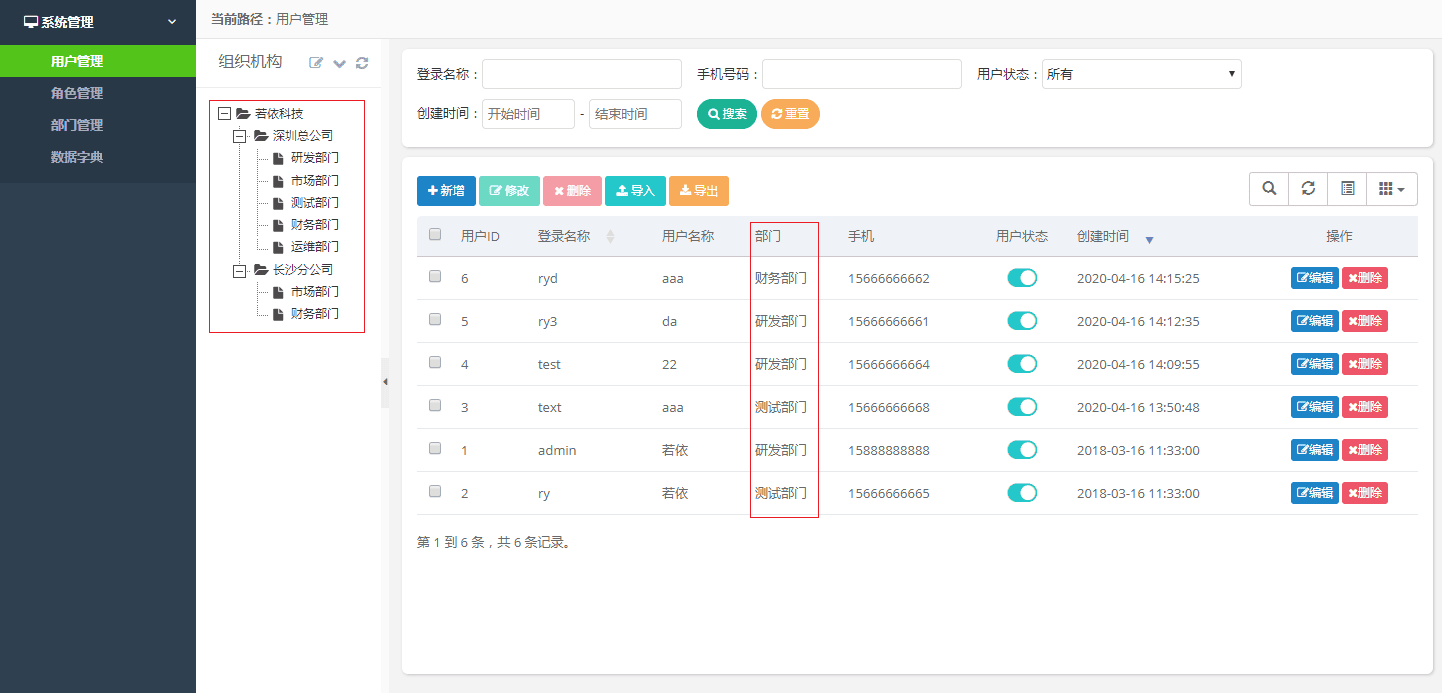 系统管理
用户管理
角色管理
部门管理
数据字典
当前路径：用户管理
组织机构
若依科技
深圳总公司
研发部门
市场部门
测试部门
财务部门
运维部门
长沙分公司
市场部门
财务部门
登录名称： 手机号码： 用户状态： 所有
创建时间： 开始时间 - 结束时间 搜索 重置
新增 修改 删除 导入 导出
用户ID 登录名称 用户名称 部门 手机 用户状态 创建时间 操作
6 ryd aaa 财务部门 15666666662 2020-04-16 14:15:25 编辑 删除
5 ry3 da 研发部门 15666666661 2020-04-16 14:12:35 编辑 删除
4 test 22 研发部门 15666666664 2020-04-16 14:09:55 编辑 删除
3 text aaa 测试部门 15666666668 2020-04-16 13:50:48 编辑 删除
1 admin 若依 研发部门 15888888888 2018-03-16 11:33:00 编辑 删除
2 ry 若依 测试部门 15666666665 2018-03-16 11:33:00 编辑 删除
第 1 到 6 条，共 6 条记录。